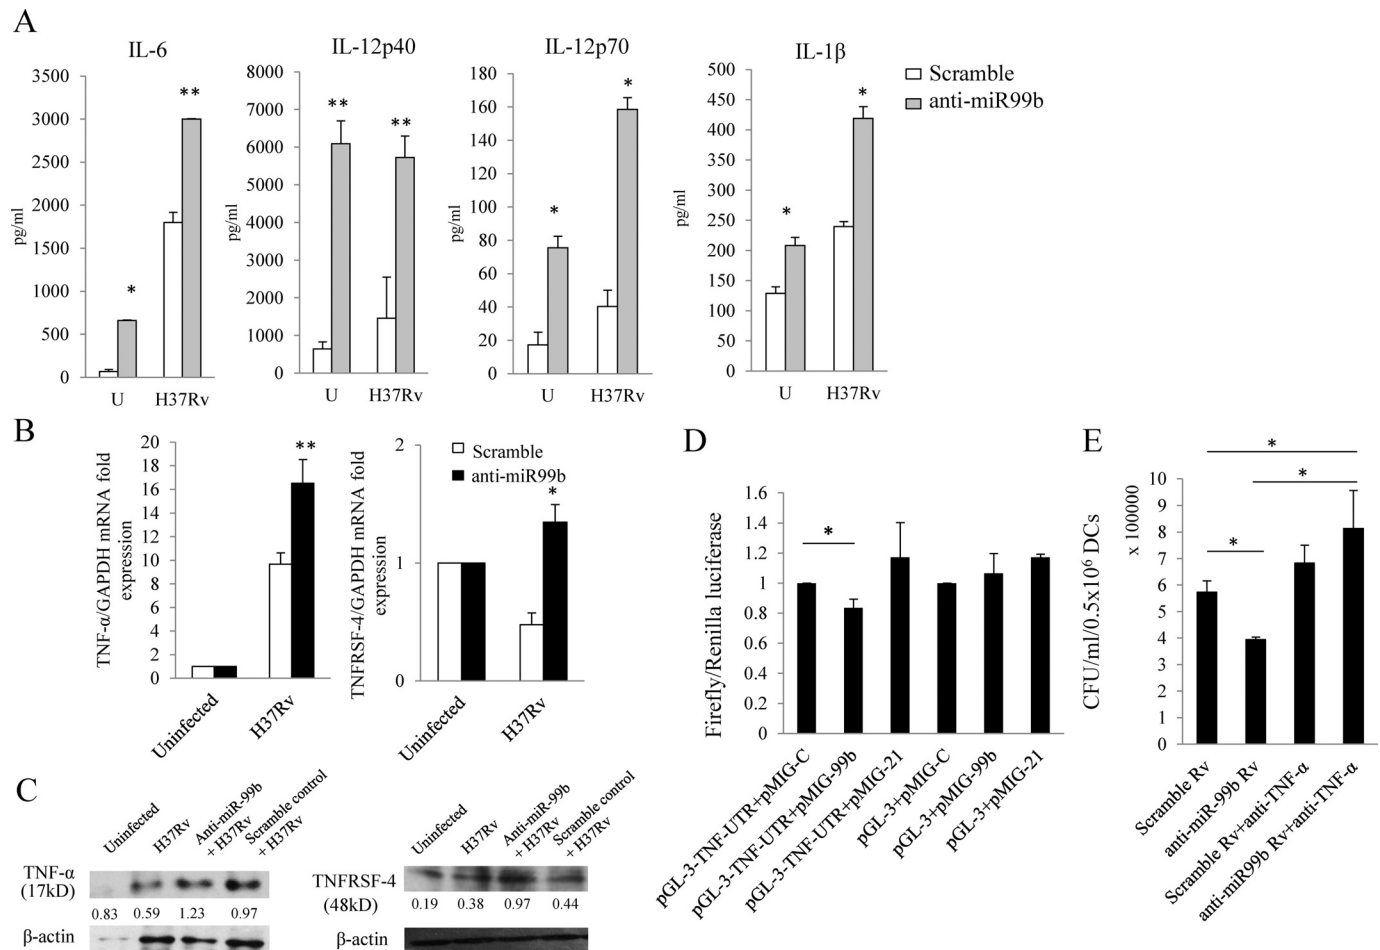 A
IL-6
IL-12p40
IL-12p70
IL-1β
Scramble
anti-miR99b
3500
3000
2500
2000
1500
1000
500
0
pg/ml
*
**
U
H37Rv
8000
7000
6000
5000
4000
3000
2000
1000
0
pg/ml
**
**
U
H37Rv
180
160
140
120
100
80
60
40
20
0
pg/ml
*
*
U
H37Rv
500
450
400
350
300
250
200
150
100
50
0
pg/ml
*
*
U
H37Rv
B
TNF-α/GAPDH mRNA fold
expression
20
18
16
14
12
10
8
6
4
2
0
**
Uninfected
H37Rv
TNFRSF-4/GAPDH mRNA fold
expression
2
1
0
Scramble
anti-miR99b
*
Uninfected
H37Rv
C
Uninfected
H37Rv
Anti-miR-99b
+ H37Rv
Scramble control
+ H37Rv
TNF-α
(17kD)
0.83 0.59 1.23 0.97
β-actin
Uninfected
H37Rv
Anti-miR-99b
+ H37Rv
Scramble control
+ H37Rv
TNFRSF-4
(48kD)
0.19 0.38 0.97 0.44
β-actin
D
Firefly/Renilla luciferase
1.6
1.4
1.2
1
0.8
0.6
0.4
0.2
0
*
pGL-3-TNF-UTR+pMIG-C
pGL-3-TNF-UTR+pMIG-99b
pGL-3-TNF-UTR+pMIG-21
pGL-3+pMIG-C
pGL-3+pMIG-99b
pGL-3+pMIG-21
E
CFU/ml/0.5x10⁶ DCs
x 100000
10
9
8
7
6
5
4
3
2
1
0
*
*
*
Scramble Rv
anti-miR-99b Rv
Scramble Rv+anti-TNF-α
anti-miR99b Rv+anti-TNF-α